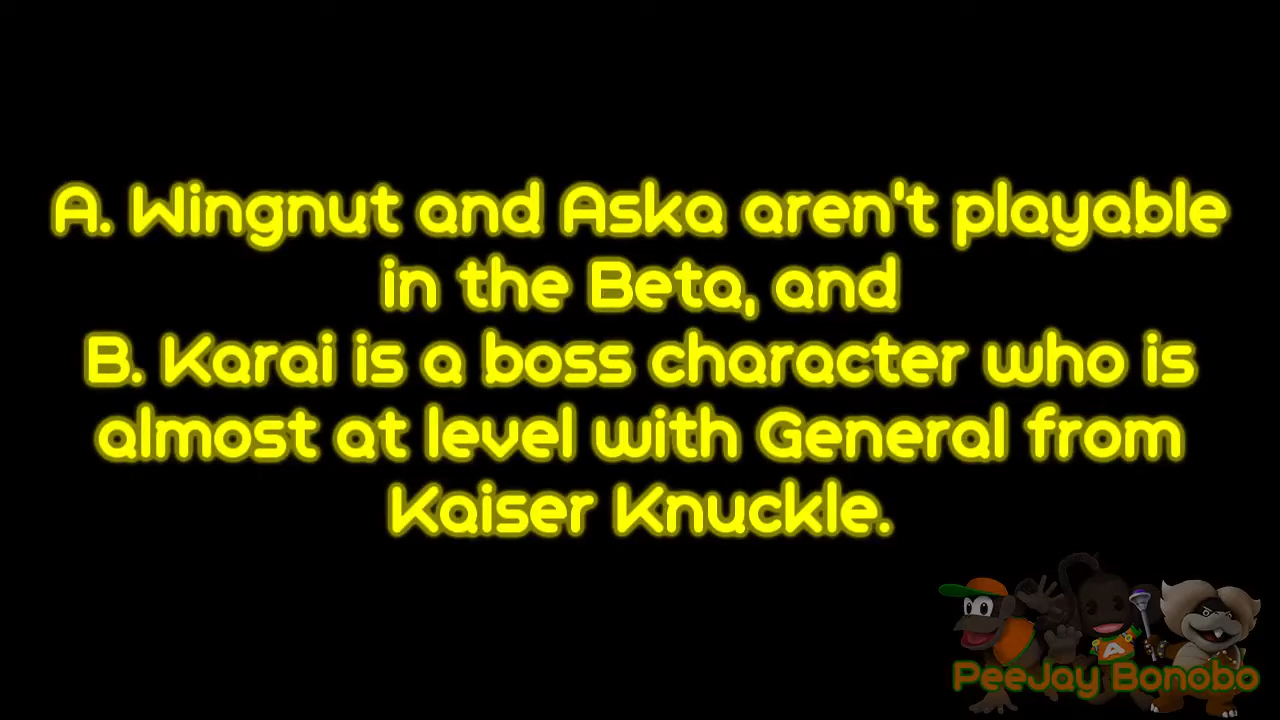 A. Wingnut and Aska aren't playable
in the Beta, and
B. Karai is a boss character who is
almost at level with General from
Kaiser Knuckle.
A
PeeJay Bonobo